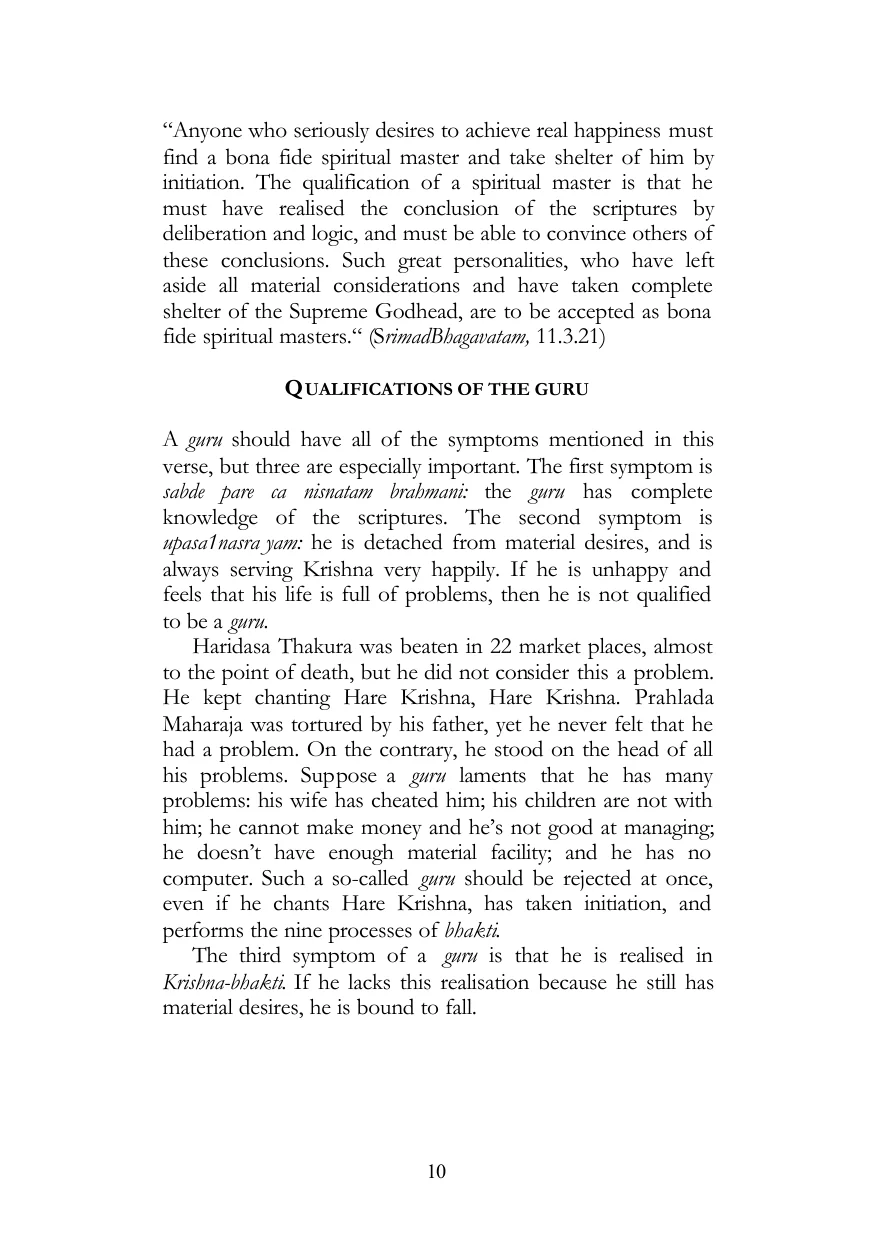 “Anyone who seriously desires to achieve real happiness must
find a bona fide spiritual master and take shelter of him by
initiation. The qualification of a spiritual master is that he
must have realised the conclusion of the scriptures by
deliberation and logic, and must be able to convince others of
these conclusions. Such great personalities, who have left
aside all material considerations and have taken complete
shelter of the Supreme Godhead, are to be accepted as bona
fide spiritual masters.“ (SrimadBhagavatam, 11.3.21)
QUALIFICATIONS OF THE GURU
A guru should have all of the symptoms mentioned in this
verse, but three are especially important. The first symptom is
sabde pare ca nisnatam brahmani: the guru has complete
knowledge of the scriptures. The second symptom is
upasa1nasra yam: he is detached from material desires, and is
always serving Krishna very happily. If he is unhappy and
feels that his life is full of problems, then he is not qualified
to be a guru.
Haridasa Thakura was beaten in 22 market places, almost
to the point of death, but he did not consider this a problem.
He kept chanting Hare Krishna, Hare Krishna. Prahlada
Maharaja was tortured by his father, yet he never felt that he
had a problem. On the contrary, he stood on the head of all
his problems. Suppose a guru laments that he has many
problems: his wife has cheated him; his children are not with
him; he cannot make money and he’s not good at managing;
he doesn’t have enough material facility; and he has no
computer. Such a so-called guru should be rejected at once,
even if he chants Hare Krishna, has taken initiation, and
performs the nine processes of bhakti.
The third symptom of a guru is that he is realised in
Krishna-bhakti. If he lacks this realisation because he still has
material desires, he is bound to fall.
10